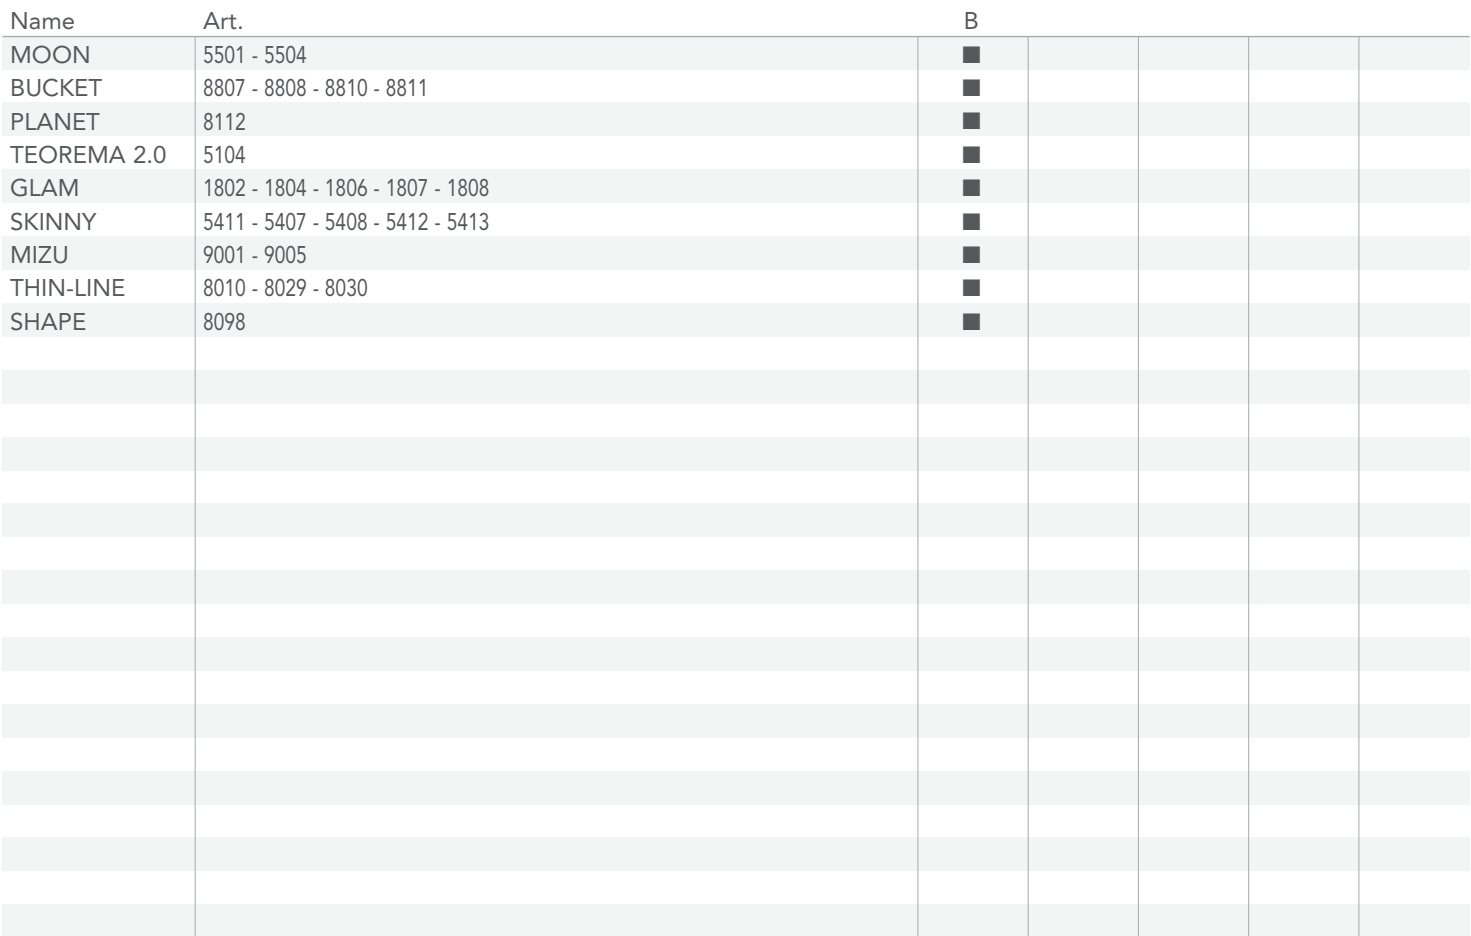 Name Art. B
MOON 5501 - 5504 ■
BUCKET 8807 - 8808 - 8810 - 8811 ■
PLANET 8112 ■
TEOREMA 2.0 5104 ■
GLAM 1802 - 1804 - 1806 - 1807 - 1808 ■
SKINNY 5411 - 5407 - 5408 - 5412 - 5413 ■
MIZU 9001 - 9005 ■
THIN-LINE 8010 - 8029 - 8030 ■
SHAPE 8098 ■